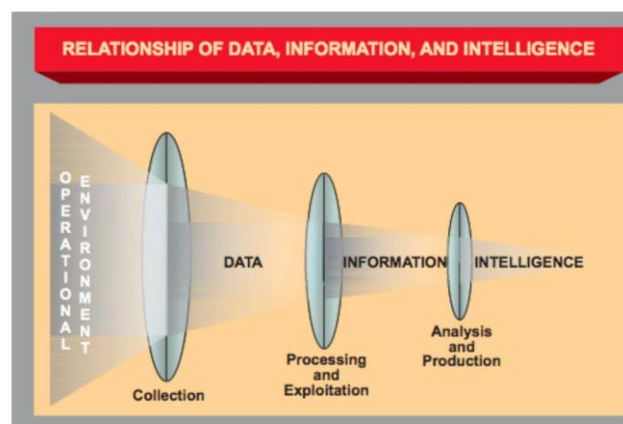 RELATIONSHIP OF DATA, INFORMATION, AND INTELLIGENCE
OPERATIONAL
ENVIRONMENT
DATA
INFORMATION
INTELLIGENCE
Collection
Processing
and
Exploitation
Analysis
and
Production